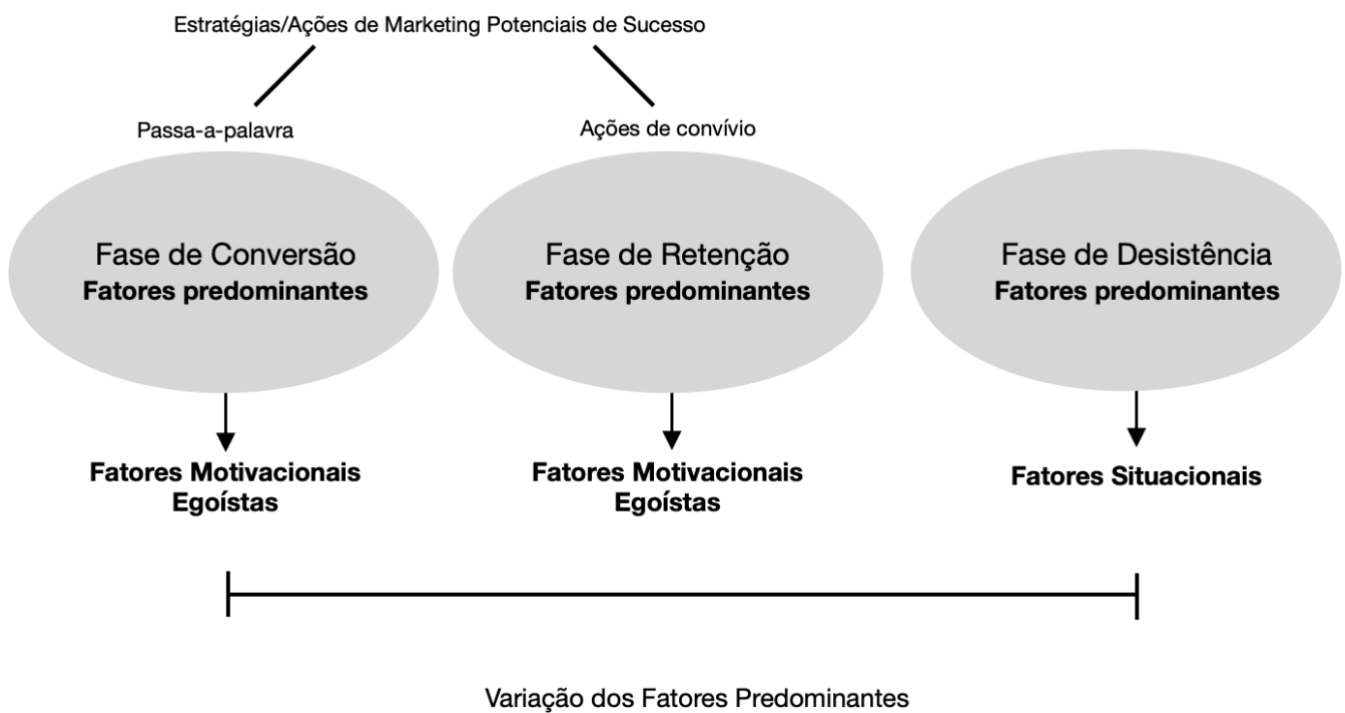 Estratégias/Ações de Marketing Potenciais de Sucesso
Passa-a-palavra
Ações de convívio
Fase de Conversão
Fatores predominantes
Fase de Retenção
Fatores predominantes
Fase de Desistência
Fatores predominantes
Fatores Motivacionais
Egoístas
Fatores Motivacionais
Egoístas
Fatores Situacionais
Variação dos Fatores Predominantes